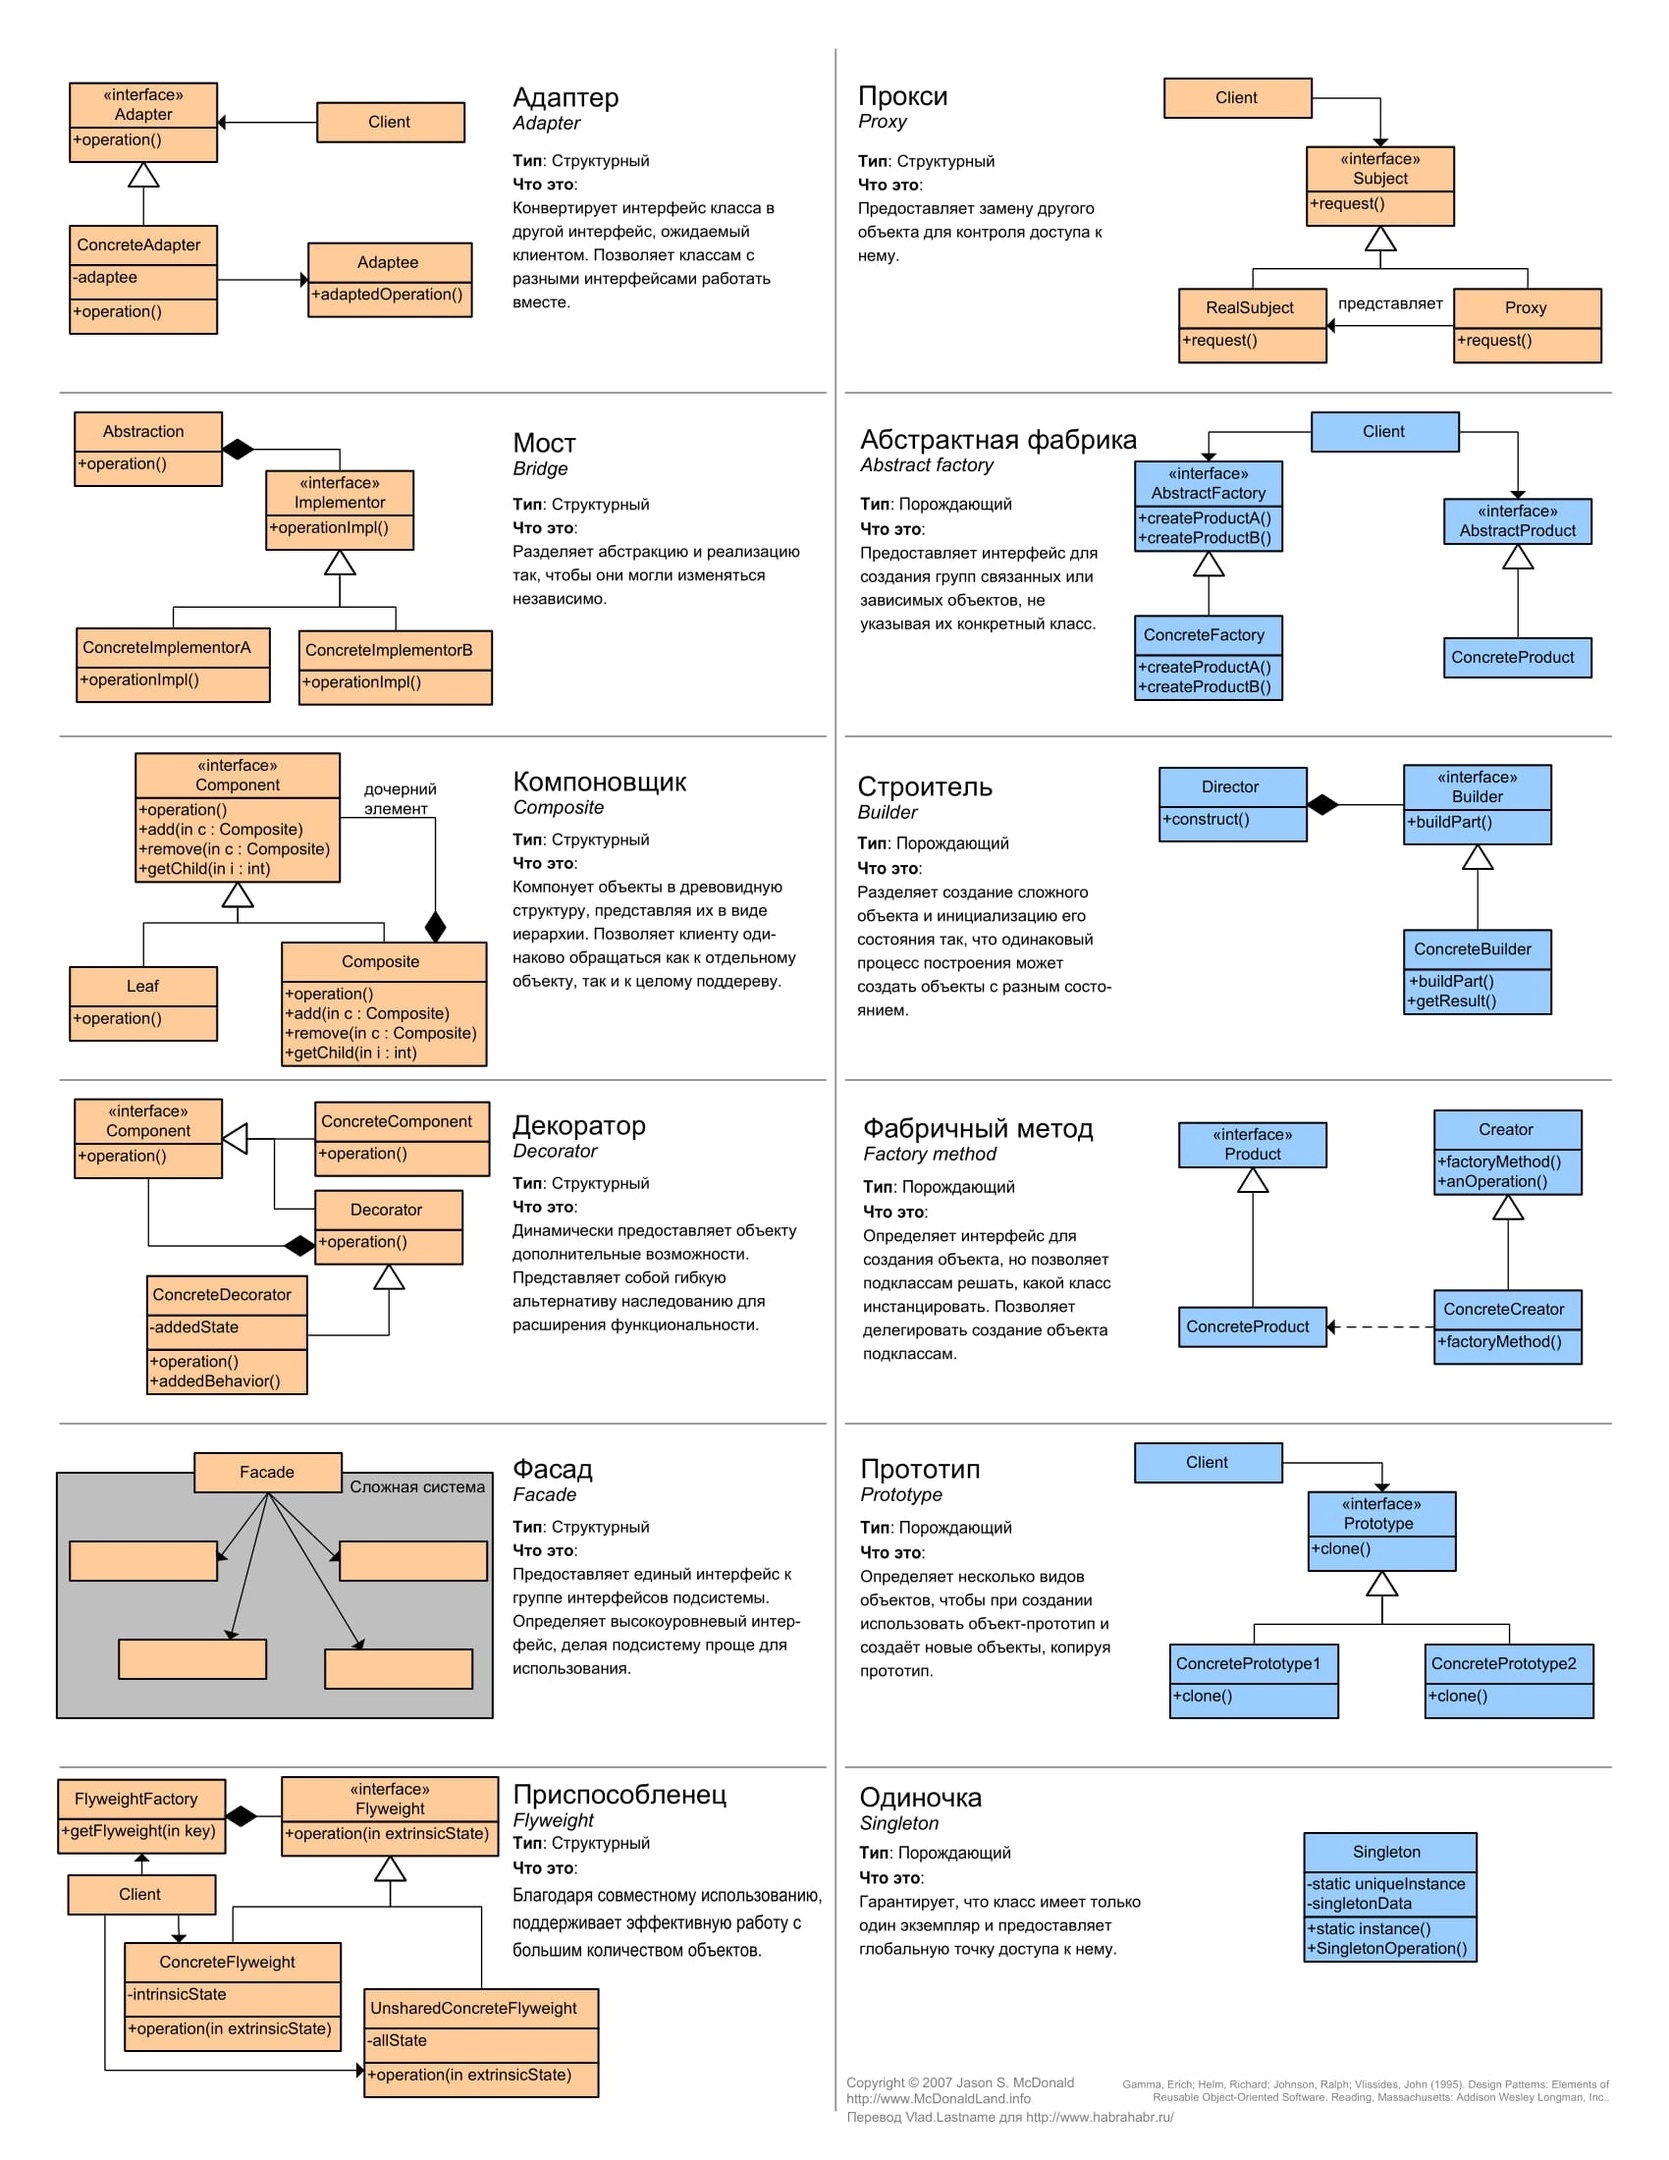 «interface»
Adapter
+operation()
Client
ConcreteAdapter
-adaptee
+operation()
Adaptee
+adaptedOperation()
Адаптер
Adapter
Тип: Структурный
Что это:
Конвертирует интерфейс класса в
другой интерфейс, ожидаемый
клиентом. Позволяет классам с
разными интерфейсами работать
вместе.
Abstraction
+operation()
«interface»
Implementor
+operationImpl()
ConcreteImplementorA
+operationImpl()
ConcreteImplementorB
+operationImpl()
Мост
Bridge
Тип: Структурный
Что это:
Разделяет абстракцию и реализацию
так, чтобы они могли изменяться
независимо.
«interface»
Component
+operation()
+add(in c : Composite)
+remove(in c : Composite)
+getChild(in i : int)
дочерний
элемент
Leaf
+operation()
Composite
+operation()
+add(in c : Composite)
+remove(in c : Composite)
+getChild(in i : int)
Компоновщик
Composite
Тип: Структурный
Что это:
Компонует объекты в древовидную
структуру, представляя их в виде
иерархии. Позволяет клиенту оди-
наково обращаться как к отдельному
объекту, так и к целому поддереву.
«interface»
Component
+operation()
ConcreteComponent
+operation()
Decorator
+operation()
ConcreteDecorator
-addedState
+operation()
+addedBehavior()
Декоратор
Decorator
Тип: Структурный
Что это:
Динамически предоставляет объекту
дополнительные возможности.
Представляет собой гибкую
альтернативу наследованию для
расширения функциональности.
Facade
Сложная система
Фасад
Facade
Тип: Структурный
Что это:
Предоставляет единый интерфейс к
группе интерфейсов подсистемы.
Определяет высокоуровневый интер-
фейс, делая подсистему проще для
использования.
FlyweightFactory
+getFlyweight(in key)
«interface»
Flyweight
+operation(in extrinsicState)
Client
ConcreteFlyweight
-intrinsicState
+operation(in extrinsicState)
UnsharedConcreteFlyweight
-allState
+operation(in extrinsicState)
Приспособленец
Flyweight
Тип: Структурный
Что это:
Благодаря совместному использованию,
поддерживает эффективную работу с
большим количеством объектов.
Прокси
Proxy
Тип: Структурный
Что это:
Предоставляет замену другого
объекта для контроля доступа к
нему.
Client
«interface»
Subject
+request()
RealSubject
+request()
представляет
Proxy
+request()
Абстрактная фабрика
Abstract factory
Тип: Порождающий
Что это:
Предоставляет интерфейс для
создания групп связанных или
зависимых объектов, не
указывая их конкретный класс.
Client
«interface»
AbstractFactory
+createProductA()
+createProductB()
«interface»
AbstractProduct
ConcreteFactory
+createProductA()
+createProductB()
ConcreteProduct
Строитель
Builder
Тип: Порождающий
Что это:
Разделяет создание сложного
объекта и инициализацию его
состояния так, что одинаковый
процесс построения может
создать объекты с разным состо-
янием.
Director
+construct()
«interface»
Builder
+buildPart()
ConcreteBuilder
+buildPart()
+getResult()
Фабричный метод
Factory method
Тип: Порождающий
Что это:
Определяет интерфейс для
создания объекта, но позволяет
подклассам решать, какой класс
инстанцировать. Позволяет
делегировать создание объекта
подклассам.
«interface»
Product
Creator
+factoryMethod()
+anOperation()
ConcreteProduct
ConcreteCreator
+factoryMethod()
Прототип
Prototype
Тип: Порождающий
Что это:
Определяет несколько видов
объектов, чтобы при создании
использовать объект-прототип и
создаёт новые объекты, копируя
прототип.
Client
«interface»
Prototype
+clone()
ConcretePrototype1
+clone()
ConcretePrototype2
+clone()
Одиночка
Singleton
Тип: Порождающий
Что это:
Гарантирует, что класс имеет только
один экземпляр и предоставляет
глобальную точку доступа к нему.
Singleton
-static uniqueInstance
-singletonData
+static instance()
+SingletonOperation()
Copyright © 2007 Jason S. McDonald
http://www.McDonaldLand.info
Перевод Vlad.Lastname для http://www.habrahabr.ru/
Gamma, Erich; Helm, Richard; Johnson, Ralph; Vlissides, John (1995). Design Patterns: Elements of
Reusable Object-Oriented Software. Reading, Massachusetts: Addison Wesley Longman, Inc..